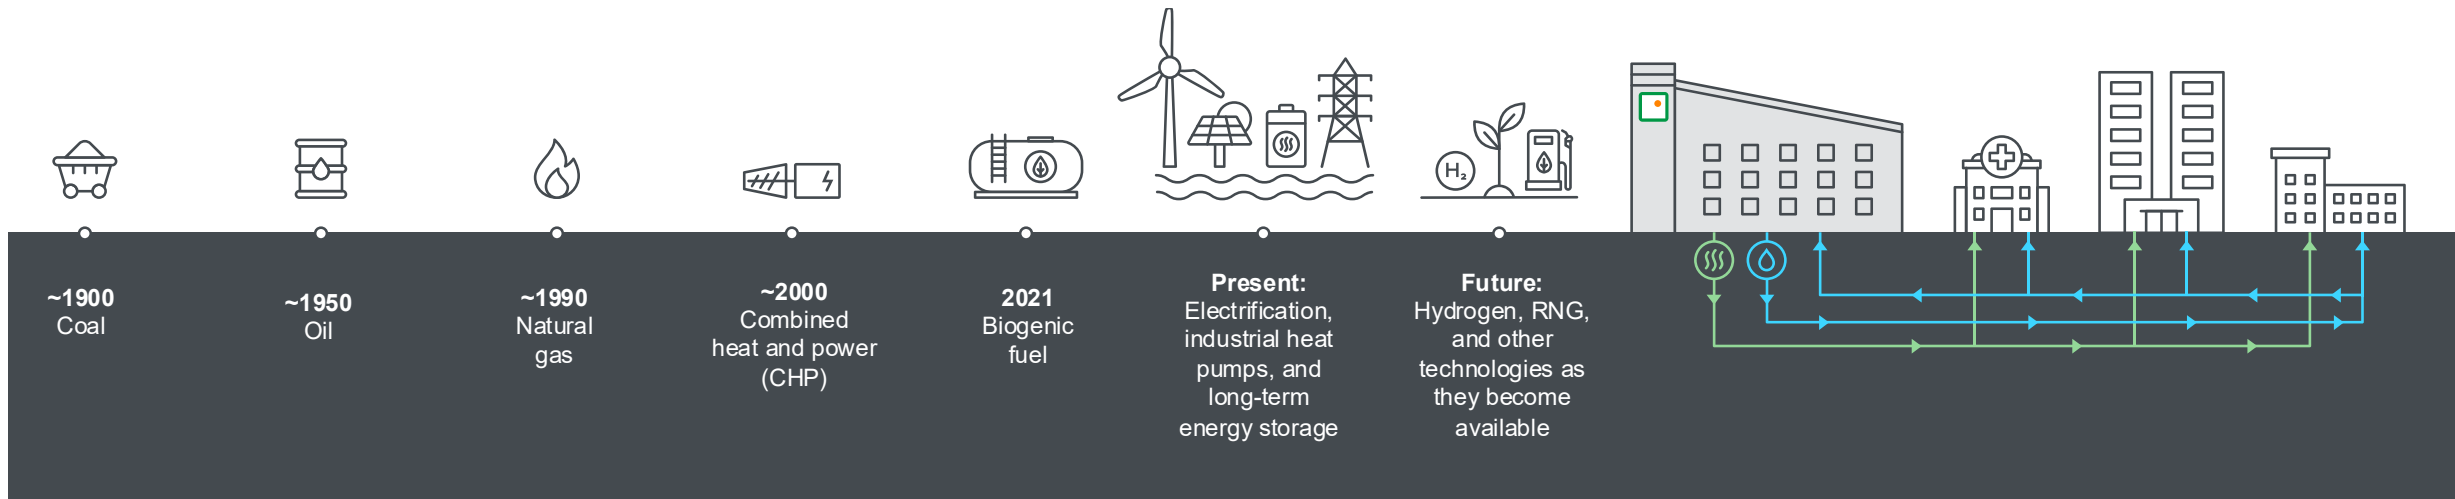 ~1900
Coal
~1950
Oil
~1990
Natural
gas
~2000
Combined
heat and power
(CHP)
2021
Biogenic
fuel
Present:
Electrification,
industrial heat
pumps, and
long-term
energy storage
H₂
Future:
Hydrogen, RNG,
and other
technologies as
they become
available